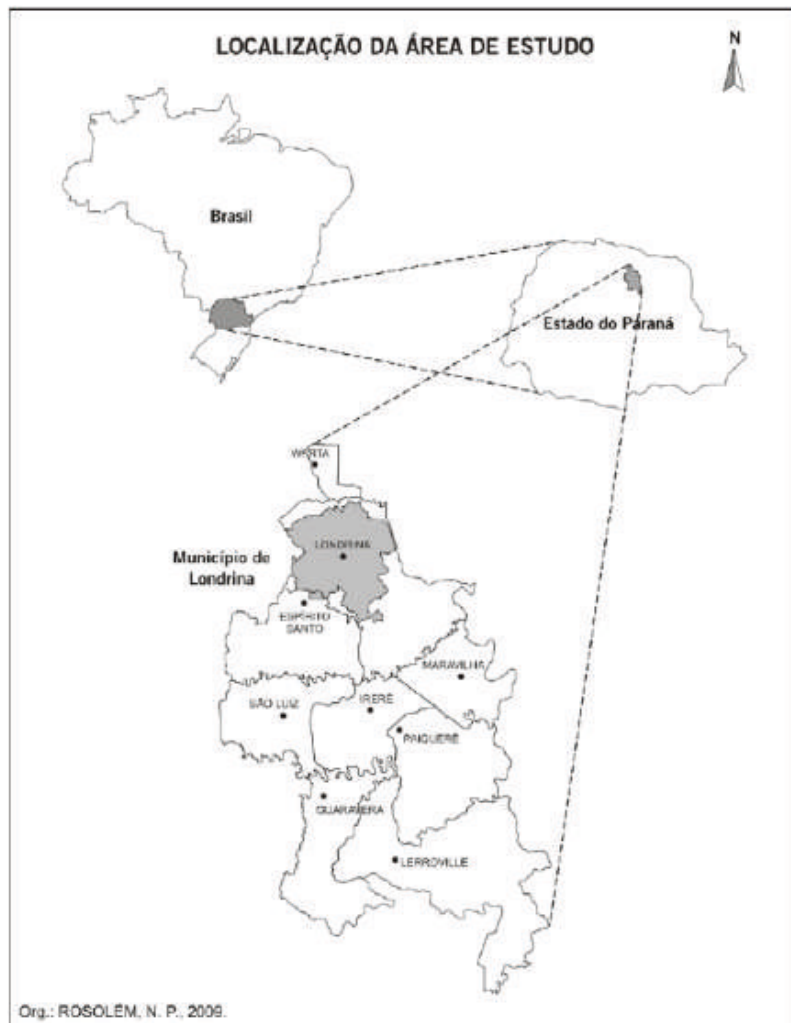 LOCALIZAÇÃO DA ÁREA DE ESTUDO
N
Brasil
Estado do Paraná
WARTA
Município de
Londrina
LONDRINA
ESPÍRITO
SANTO
MARAVILHA
SÃO LUIZ
IRERÊ
PAIQUERÊ
GUARAVERA
LERROVILLE
Org.: ROSOLÉM, N. P., 2009.